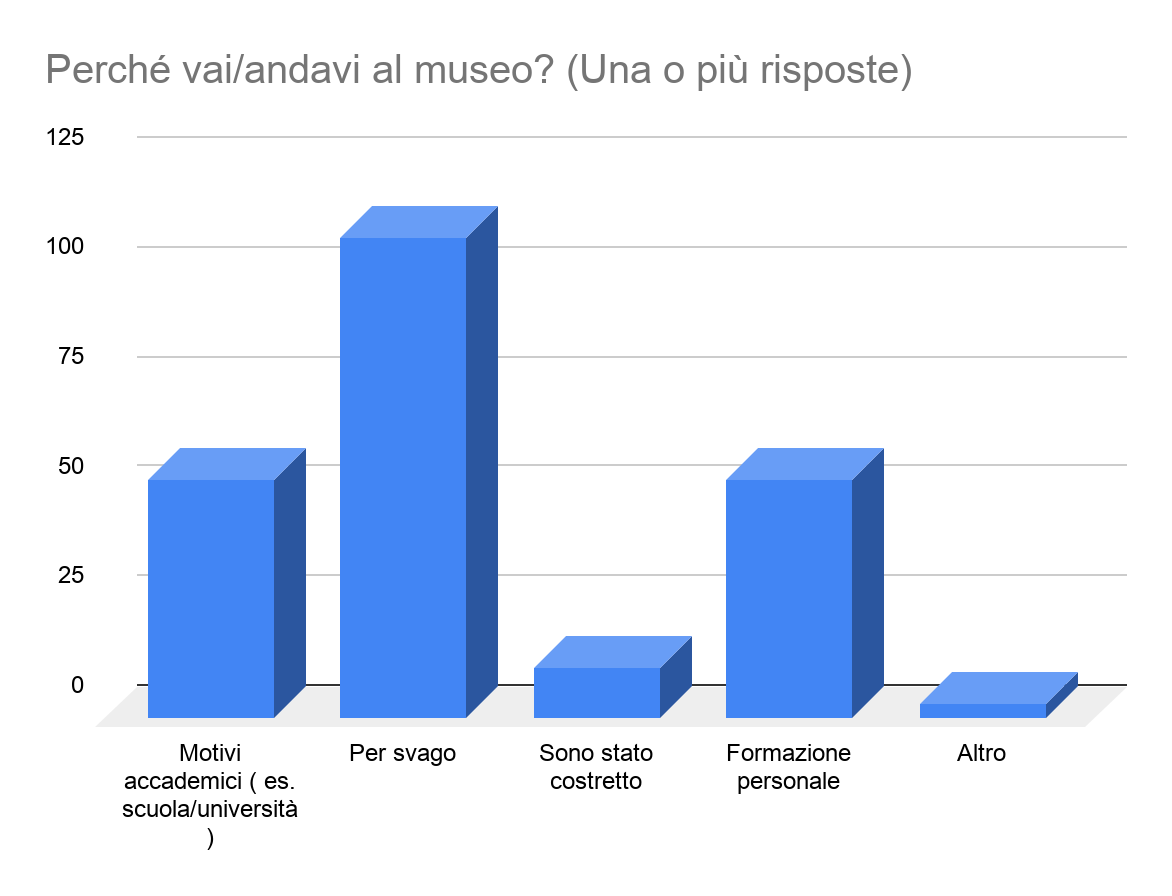 Perché vai/andavi al museo? (Una o più risposte)
125
100
75
50
25
0
Motivi
accademici ( es.
scuola/università
)
Per svago
Sono stato
costretto
Formazione
personale
Altro